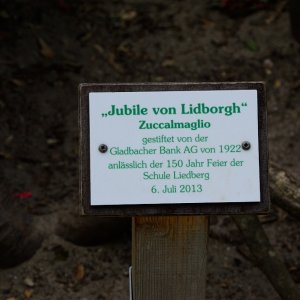 „Jubile von Lidborgh“
Zuccalmaglio
gestiftet von der
Gladbacher Bank AG von 1922
anlässlich der 150 Jahr Feier der
Schule Liedberg
6. Juli 2013